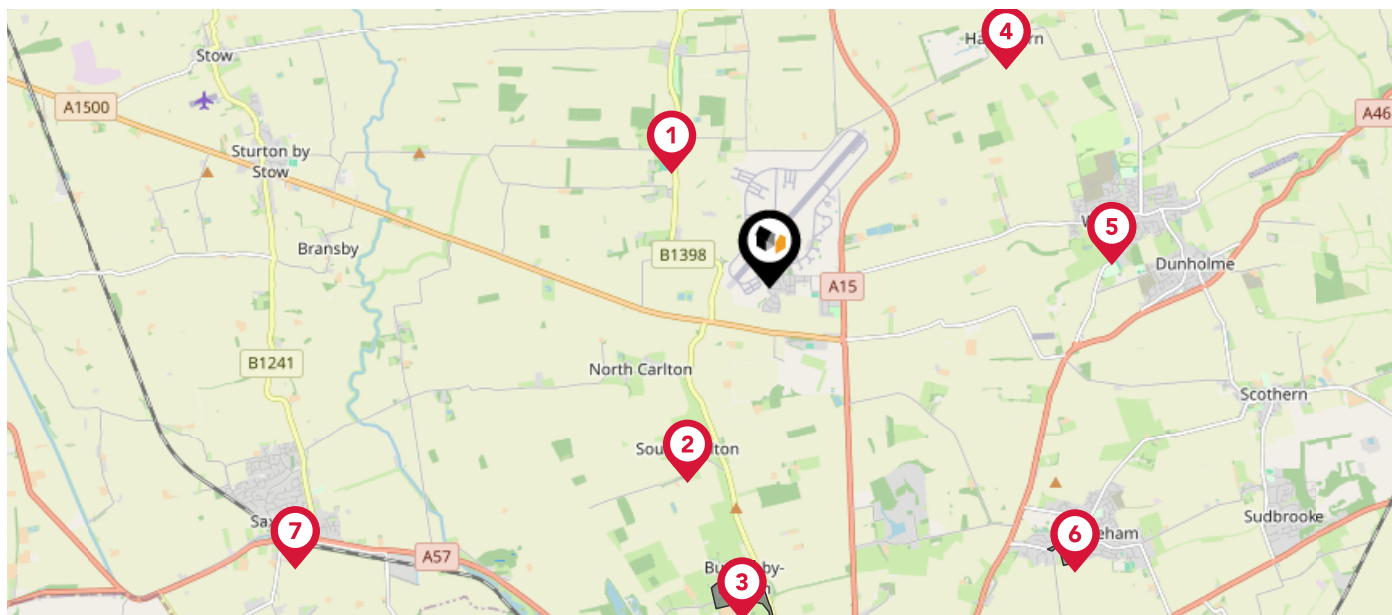 4
Stow
A1500
A46
1
Sturton by
Stow
5
Bransby
B1398
Dunholme
A15
North Carlton
B1241
Scothern
2
Sudbrooke
7
6
A57
3